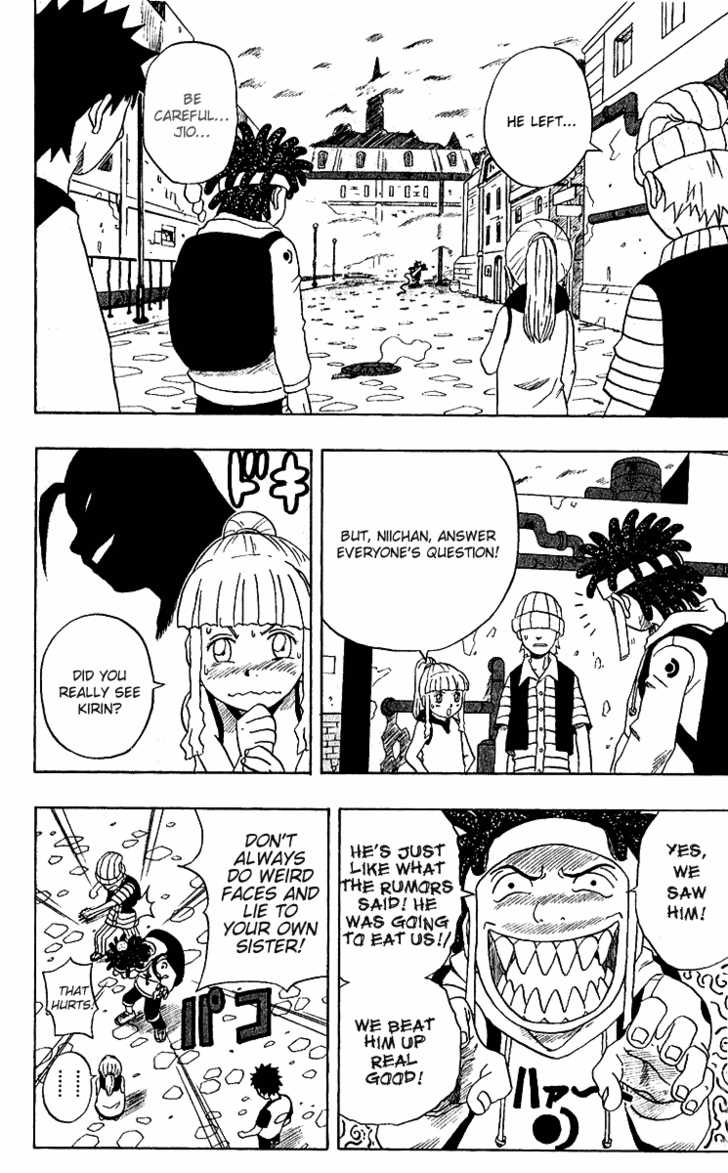 HE LEFT...
BE
CAREFUL...
JIO...
BUT, NIICHAN, ANSWER
EVERYONE'S QUESTION!
ドキ
DID YOU
REALLY SEE
KIRIN?
YES,
WE
SAW
HIM!
HE'S JUST
LIKE WHAT
THE RUMORS
SAID! HE
WAS GOING
TO EAT US!!
WE BEAT
HIM UP
REAL
GOOD!
ハァ〜
DON'T
ALWAYS
DO WEIRD
FACES AND
LIE TO
YOUR OWN
SISTER!
パコ
THAT
HURTS!
......